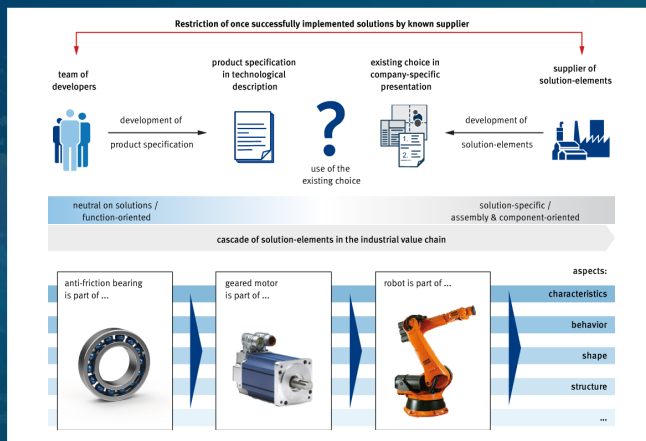 Restriction of once successfully implemented solutions by known supplier
team of
developers
product specification
in technological
description
existing choice in
company-specific
presentation
supplier of
solution-elements
development of
product specification
?
1.
2.
development of
solution-elements
use of the
existing choice
neutral on solutions /
function-oriented
solution-specific /
assembly & component-oriented
cascade of solution-elements in the industrial value chain
aspects:
anti-friction bearing
is part of ...
geared motor
is part of ...
robot is part of ...
characteristics
behavior
shape
structure
...